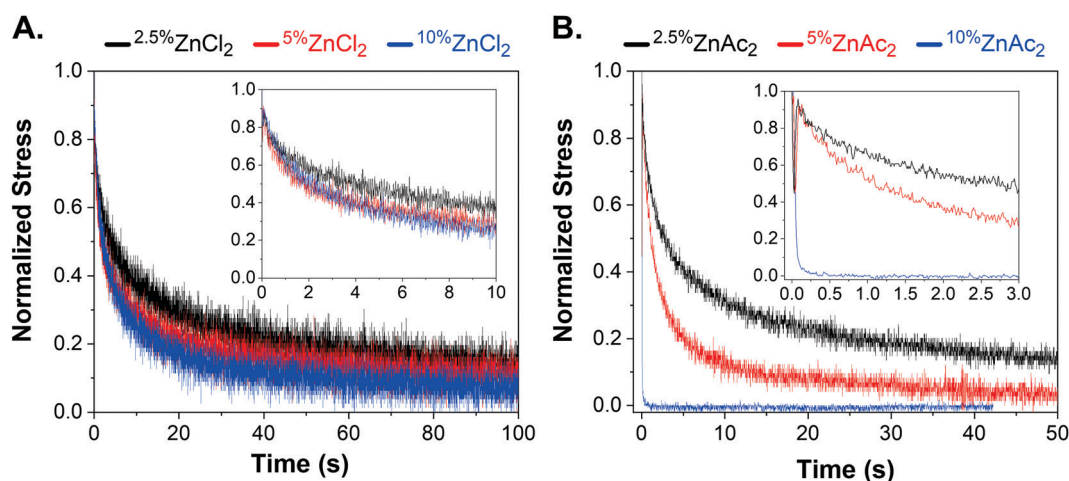 A.
2.5%ZnCl2 5%ZnCl2 10%ZnCl2
Normalized Stress
1.0
0.8
0.6
0.4
0.2
0.0
0 20 40 60 80 100
Time (s)
1.0
0.8
0.6
0.4
0.2
0.0
0 2 4 6 8 10
B.
2.5%ZnAc2 5%ZnAc2 10%ZnAc2
Normalized Stress
1.0
0.8
0.6
0.4
0.2
0.0
0 10 20 30 40 50
Time (s)
1.0
0.8
0.6
0.4
0.2
0.0
0.0 0.5 1.0 1.5 2.0 2.5 3.0